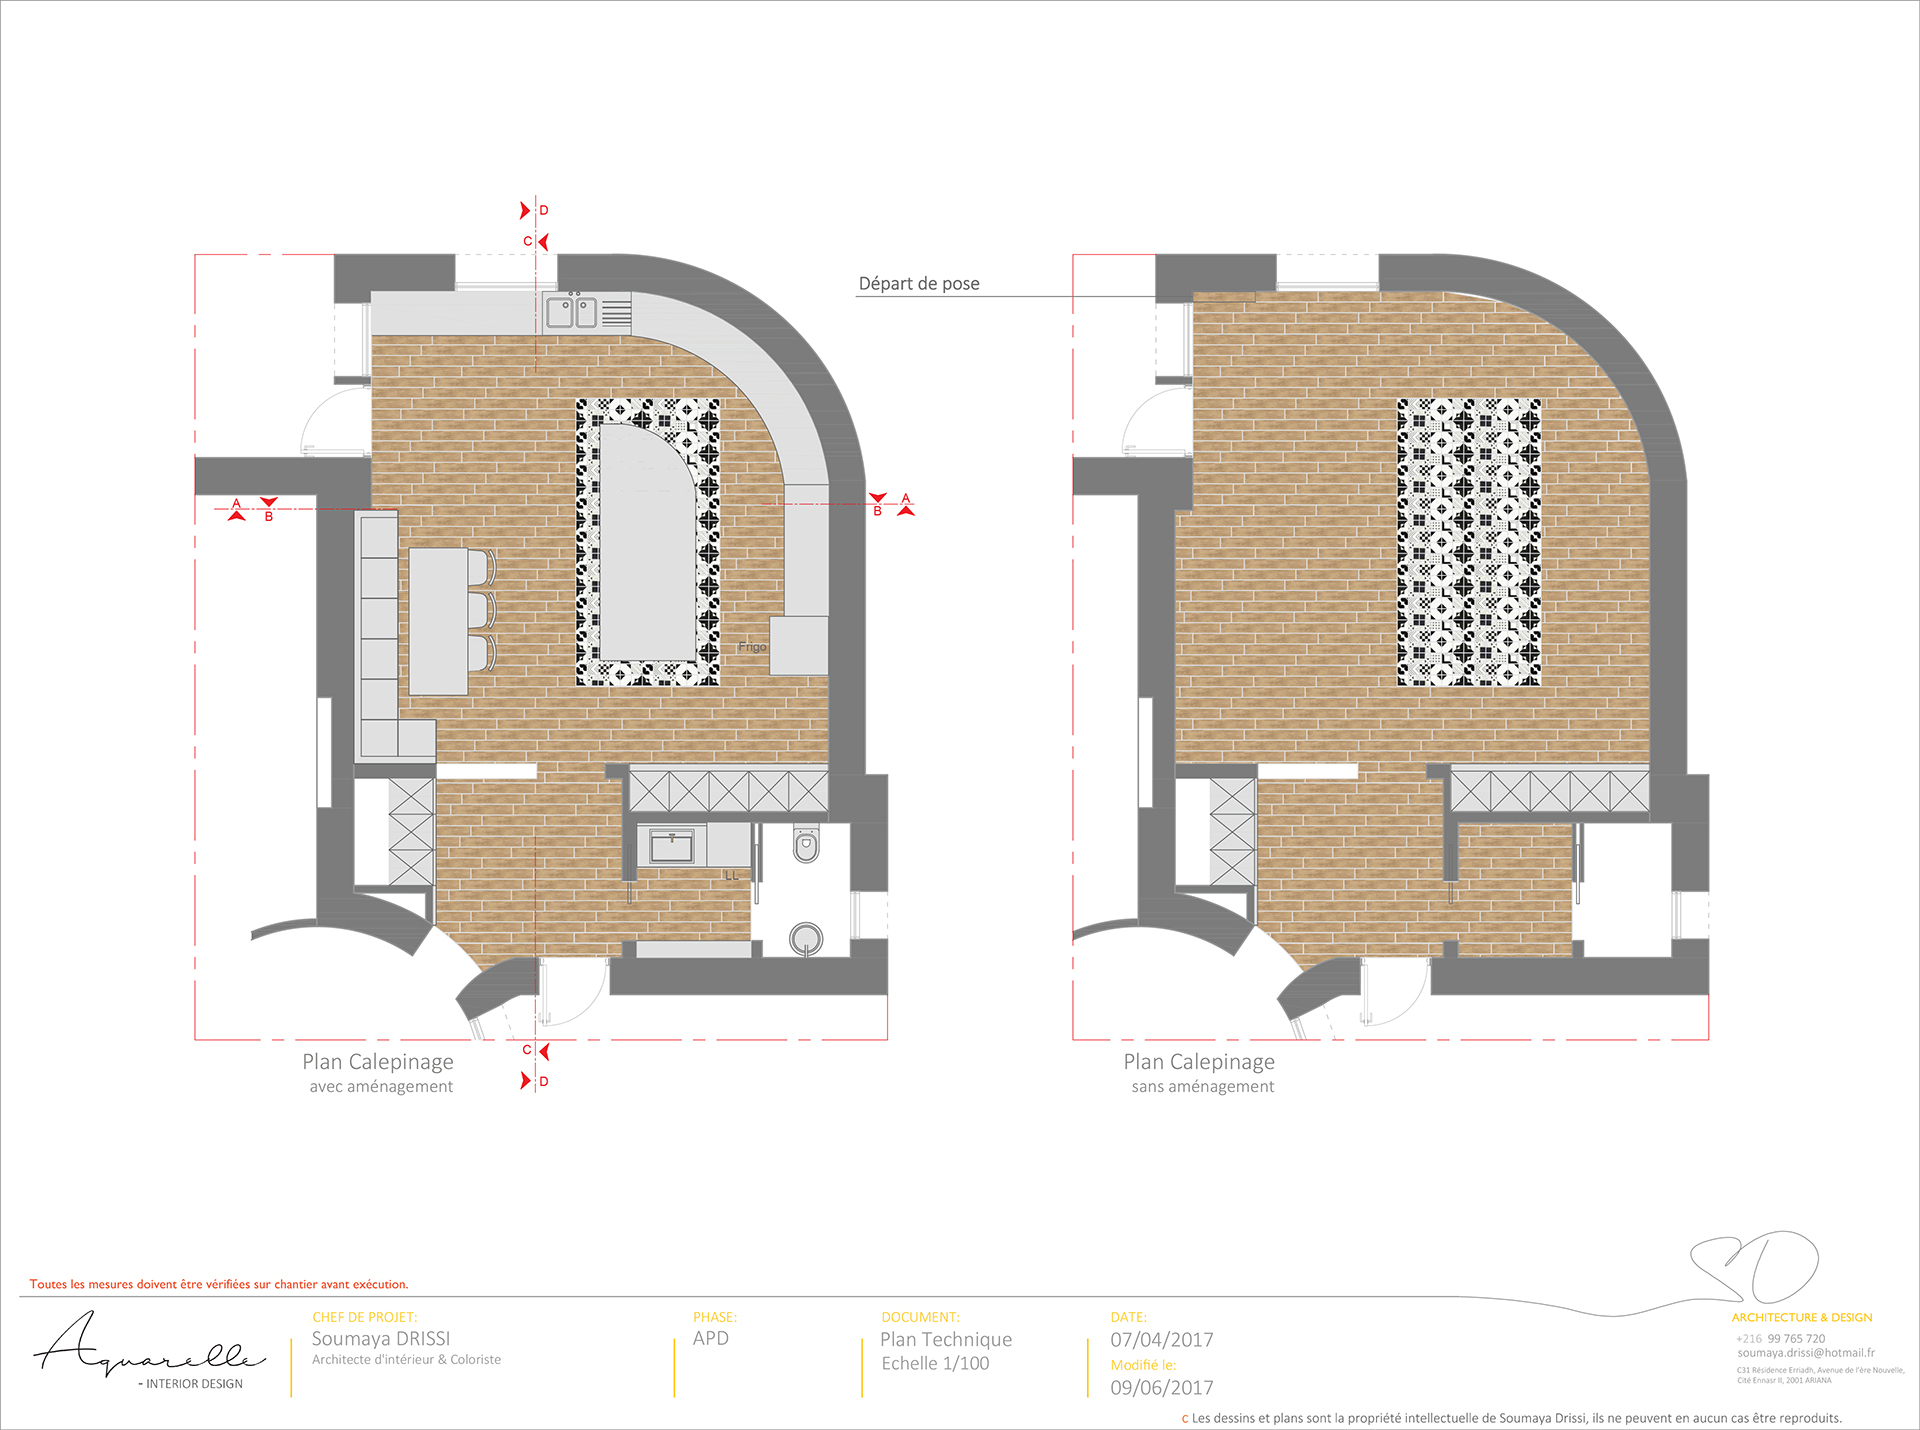 D
C
Départ de pose
A
B
A
B
Frigo
LL
C
D
Plan Calepinage
avec aménagement
Plan Calepinage
sans aménagement
Toutes les mesures doivent être vérifiées sur chantier avant exécution.
Aquarelle
- INTERIOR DESIGN
CHEF DE PROJET:
Soumaya DRISSI
Architecte d'intérieur & Coloriste
PHASE:
APD
DOCUMENT:
Plan Technique
Echelle 1/100
DATE:
07/04/2017
Modifié le:
09/06/2017
SD
ARCHITECTURE & DESIGN
+216 99 765 720
soumaya.drissi@hotmail.fr
C31 Résidence Erriadh, Avenue de l'ère Nouvelle,
Cité Ennasr II, 2001 ARIANA
c Les dessins et plans sont la propriété intellectuelle de Soumaya Drissi, ils ne peuvent en aucun cas être reproduits.